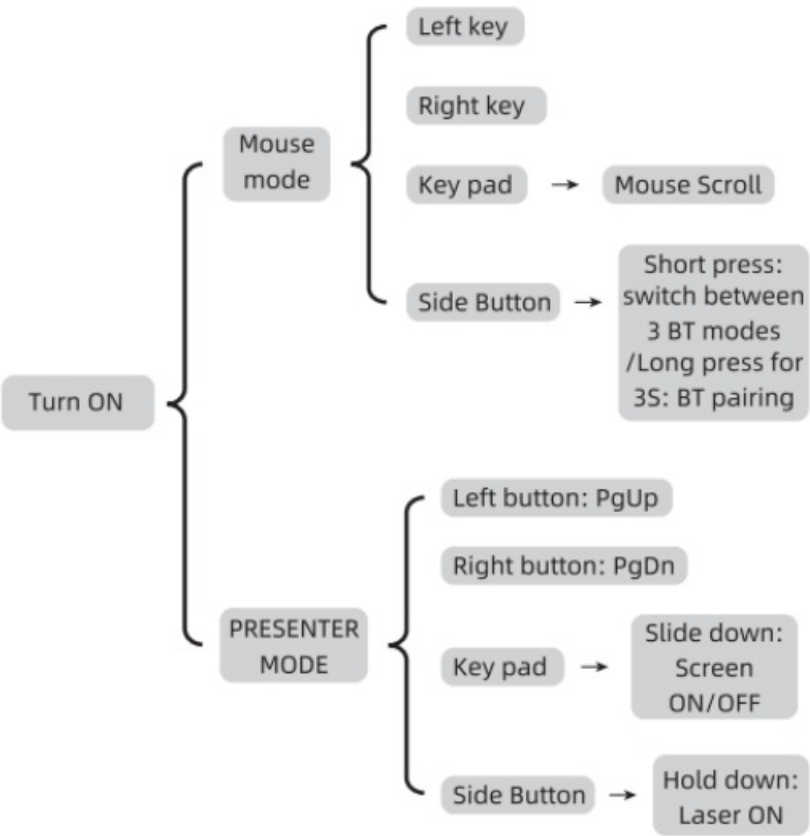 Turn ON
Mouse
mode
Left key
Right key
Key pad → Mouse Scroll
Side Button →
Short press:
switch between
3 BT modes
/Long press for
3S: BT pairing
PRESENTER
MODE
Left button: PgUp
Right button: PgDn
Key pad →
Slide down:
Screen
ON/OFF
Side Button →
Hold down:
Laser ON